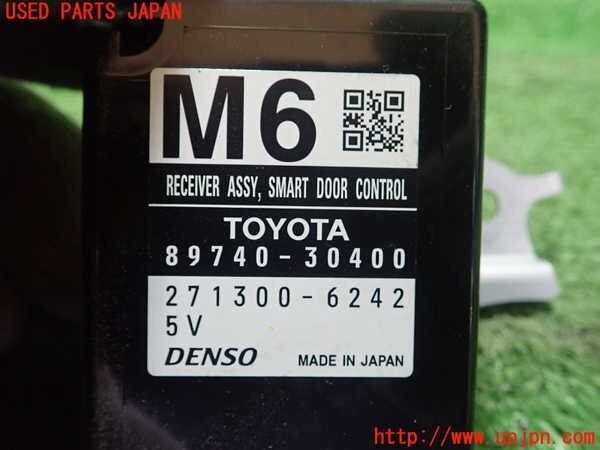 USED PARTS JAPAN
M6
RECEIVER ASSY, SMART DOOR CONTROL
TOYOTA
89740-30400
271300-6242
5V
DENSO MADE IN JAPAN
http://www.upjpn.com/